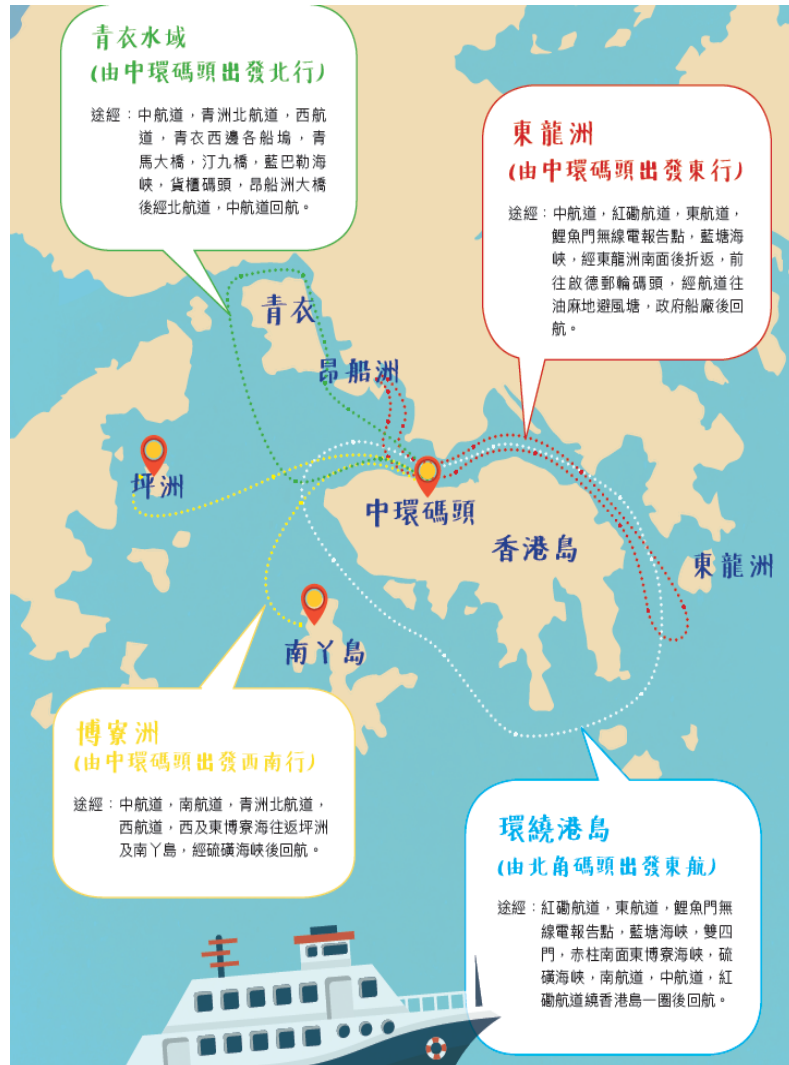 青衣水域
(由中環碼頭出發北行)
途經：中航道，青洲北航道，西航
道，青衣西邊各船塢，青
馬大橋，汀九橋，藍巴勒海
峽，貨櫃碼頭，昂船洲大橋
後經北航道，中航道回航。
東龍洲
(由中環碼頭出發東行)
途經：中航道，紅磡航道，東航道，
鯉魚門無線電報告點，藍塘海
峽，經東龍洲南面後折返，前
往啟德郵輪碼頭，經航道往
油麻地避風塘，政府船廠後回
航。
青衣
昂船洲
坪洲
中環碼頭
香港島
東龍洲
南丫島
博寮洲
(由中環碼頭出發西南行)
途經：中航道，南航道，青洲北航道，
西航道，西及東博寮海往返坪洲
及南丫島，經硫磺海峽後回航。
環繞港島
(由北角碼頭出發東航)
途經：紅磡航道，東航道，鯉魚門無
線電報告點，藍塘海峽，雙四
門，赤柱南面東博寮海峽，硫
磺海峽，南航道，中航道，紅
磡航道繞香港島一圈後回航。